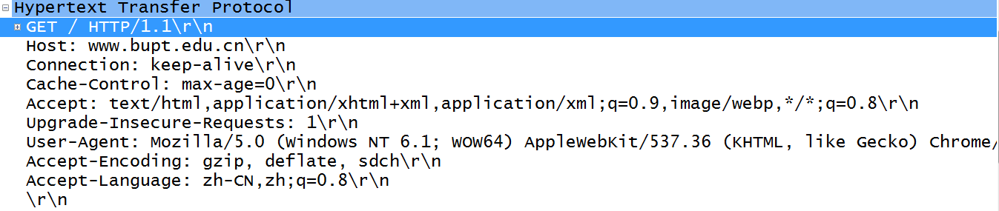 Hypertext Transfer Protocol
GET / HTTP/1.1\r\n
Host: www.bupt.edu.cn\r\n
Connection: keep-alive\r\n
Cache-Control: max-age=0\r\n
Accept: text/html,application/xhtml+xml,application/xml;q=0.9,image/webp,*/*;q=0.8\r\n
Upgrade-Insecure-Requests: 1\r\n
User-Agent: Mozilla/5.0 (Windows NT 6.1; WOW64) AppleWebKit/537.36 (KHTML, like Gecko) Chrome/
Accept-Encoding: gzip, deflate, sdch\r\n
Accept-Language: zh-CN,zh;q=0.8\r\n
\r\n